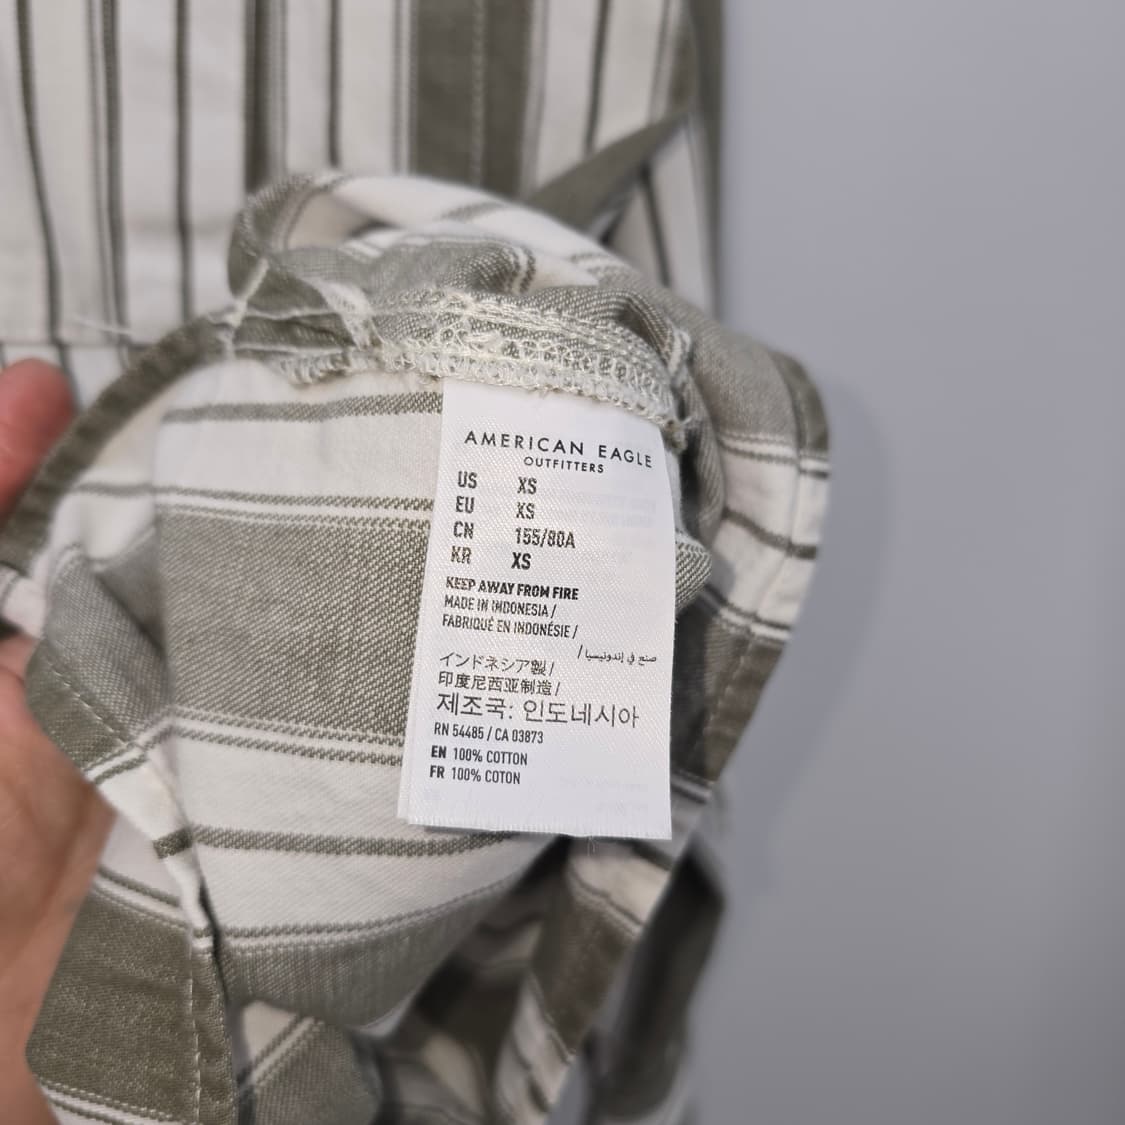 AMERICAN EAGLE
OUTFITTERS
US XS
EU XS
CN 155/80A
KR XS
KEEP AWAY FROM FIRE
MADE IN INDONESIA /
FABRIQUÉ EN INDONÉSIE /
صنع في إندونيسيا /
インドネシア製 /
印度尼西亚制造 /
제조국: 인도네시아
RN 54485 / CA 03873
EN 100% COTTON
FR 100% COTON